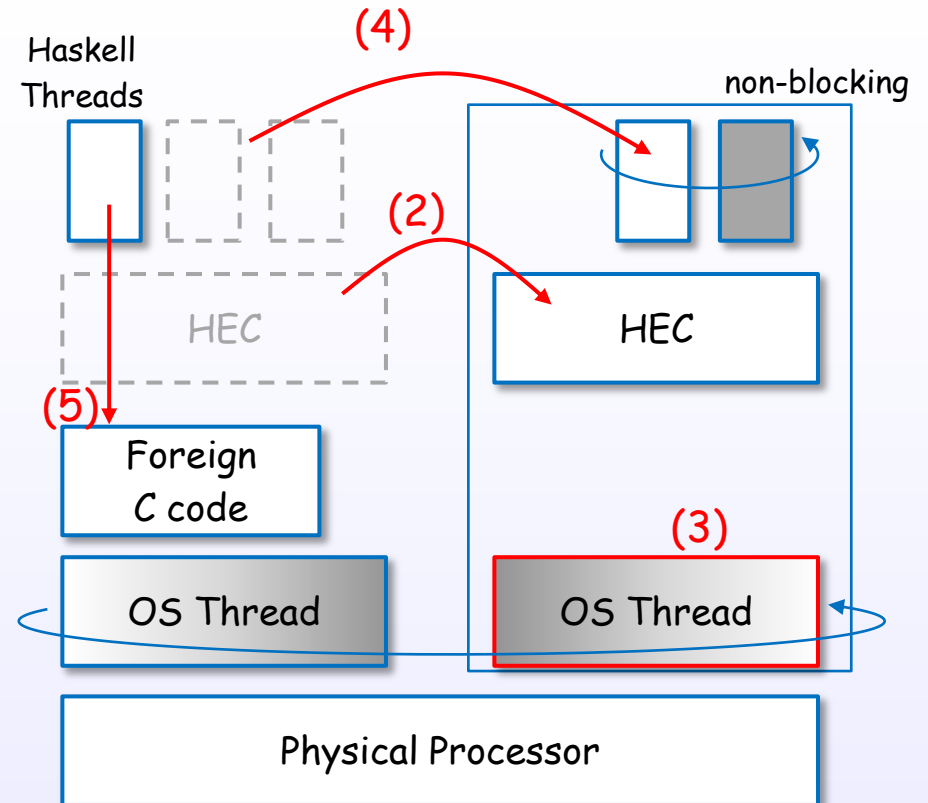 (4)
Haskell
Threads
non-blocking
(2)
HEC
HEC
(5)
Foreign
C code
(3)
OS Thread
OS Thread
Physical Processor